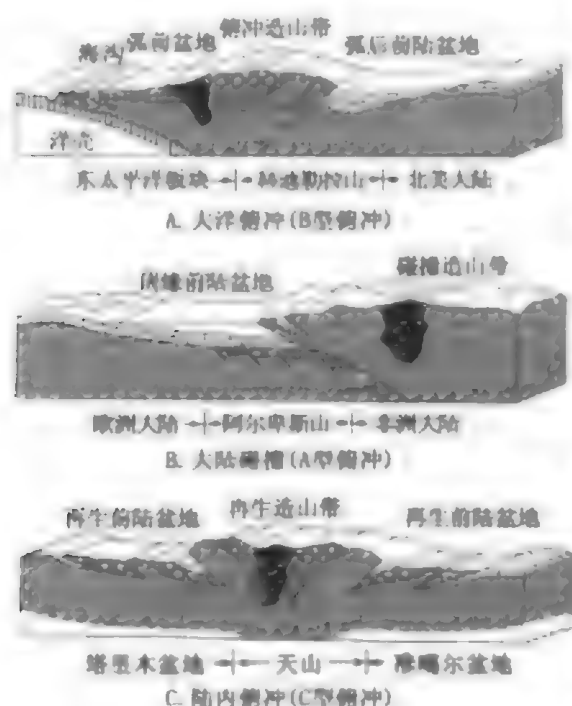 海沟 弧前盆地 俯冲造山带 弧后前陆盆地
洋壳
东太平洋板块 科迪勒拉山 北美大陆
A. 大洋俯冲(B型俯冲)
周缘前陆盆地 碰撞造山带
欧洲大陆 阿尔卑斯山 非洲大陆
B. 大陆碰撞(A型俯冲)
再生前陆盆地 再生造山带 再生前陆盆地
塔里木盆地 天山 准噶尔盆地
C. 陆内俯冲(C型俯冲)